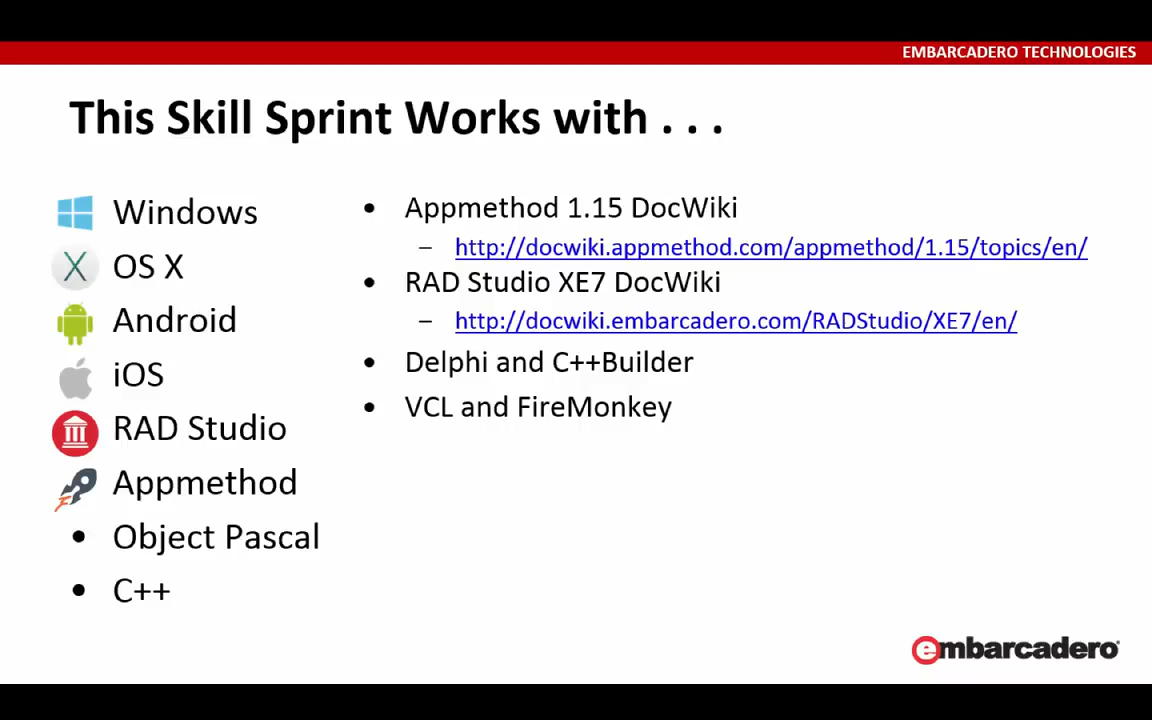 EMBARCADERO TECHNOLOGIES
This Skill Sprint Works with . . .
Windows
OS X
Android
iOS
RAD Studio
Appmethod
• Object Pascal
• C++
• Appmethod 1.15 DocWiki
– http://docwiki.appmethod.com/appmethod/1.15/topics/en/
• RAD Studio XE7 DocWiki
– http://docwiki.embarcadero.com/RADStudio/XE7/en/
• Delphi and C++Builder
• VCL and FireMonkey
embarcadero